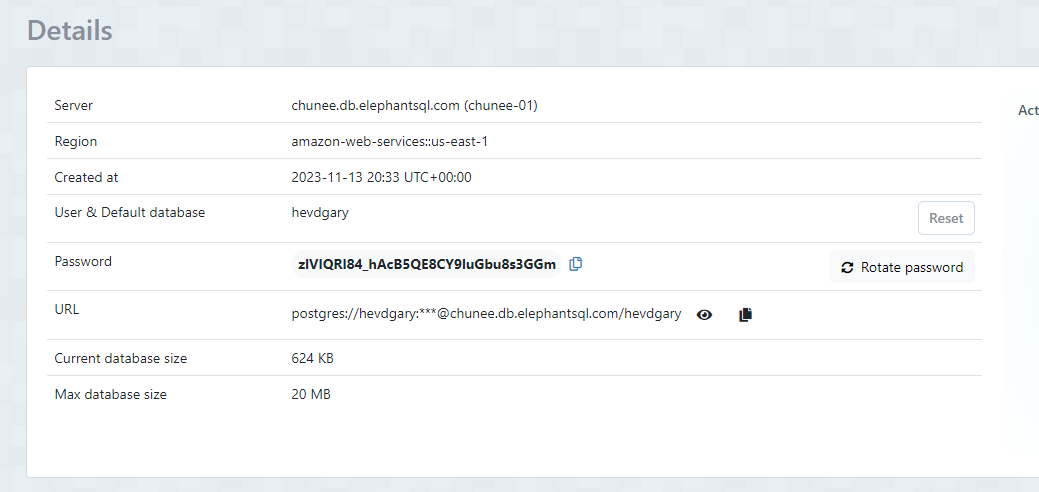 Details
Server chunee.db.elephantsql.com (chunee-01)
Act
Region amazon-web-services::us-east-1
Created at 2023-11-13 20:33 UTC+00:00
User & Default database hevdgary Reset
Password Rotate password
URL postgres://hevdgary:***@chunee.db.elephantsql.com/hevdgary
Current database size 624 KB
Max database size 20 MB